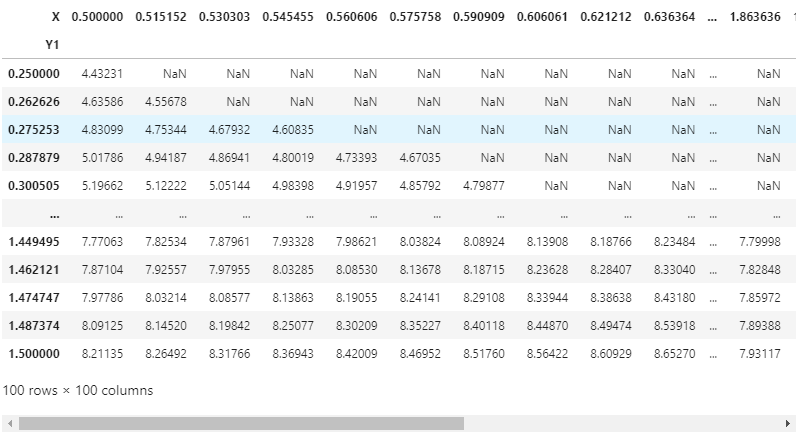 X 0.500000 0.515152 0.530303 0.545455 0.560606 0.575758 0.590909 0.606061 0.621212 0.636364 ... 1.863636
Y1
0.250000 4.43231 NaN NaN NaN NaN NaN NaN NaN NaN NaN ... NaN
0.262626 4.63586 4.55678 NaN NaN NaN NaN NaN NaN NaN NaN ... NaN
0.275253 4.83099 4.75344 4.67932 4.60835 NaN NaN NaN NaN NaN NaN ... NaN
0.287879 5.01786 4.94187 4.86941 4.80019 4.73393 4.67035 NaN NaN NaN NaN ... NaN
0.300505 5.19662 5.12222 5.05144 4.98398 4.91957 4.85792 4.79877 NaN NaN NaN ... NaN
... ... ... ... ... ... ... ... ... ... ... ... ...
1.449495 7.77063 7.82534 7.87961 7.93328 7.98621 8.03824 8.08924 8.13908 8.18766 8.23484 ... 7.79998
1.462121 7.87104 7.92557 7.97955 8.03285 8.08530 8.13678 8.18715 8.23628 8.28407 8.33040 ... 7.82848
1.474747 7.97786 8.03214 8.08577 8.13863 8.19055 8.24141 8.29108 8.33944 8.38638 8.43180 ... 7.85972
1.487374 8.09125 8.14520 8.19842 8.25077 8.30209 8.35227 8.40118 8.44870 8.49474 8.53918 ... 7.89388
1.500000 8.21135 8.26492 8.31766 8.36943 8.42009 8.46952 8.51760 8.56422 8.60929 8.65270 ... 7.93117
100 rows × 100 columns